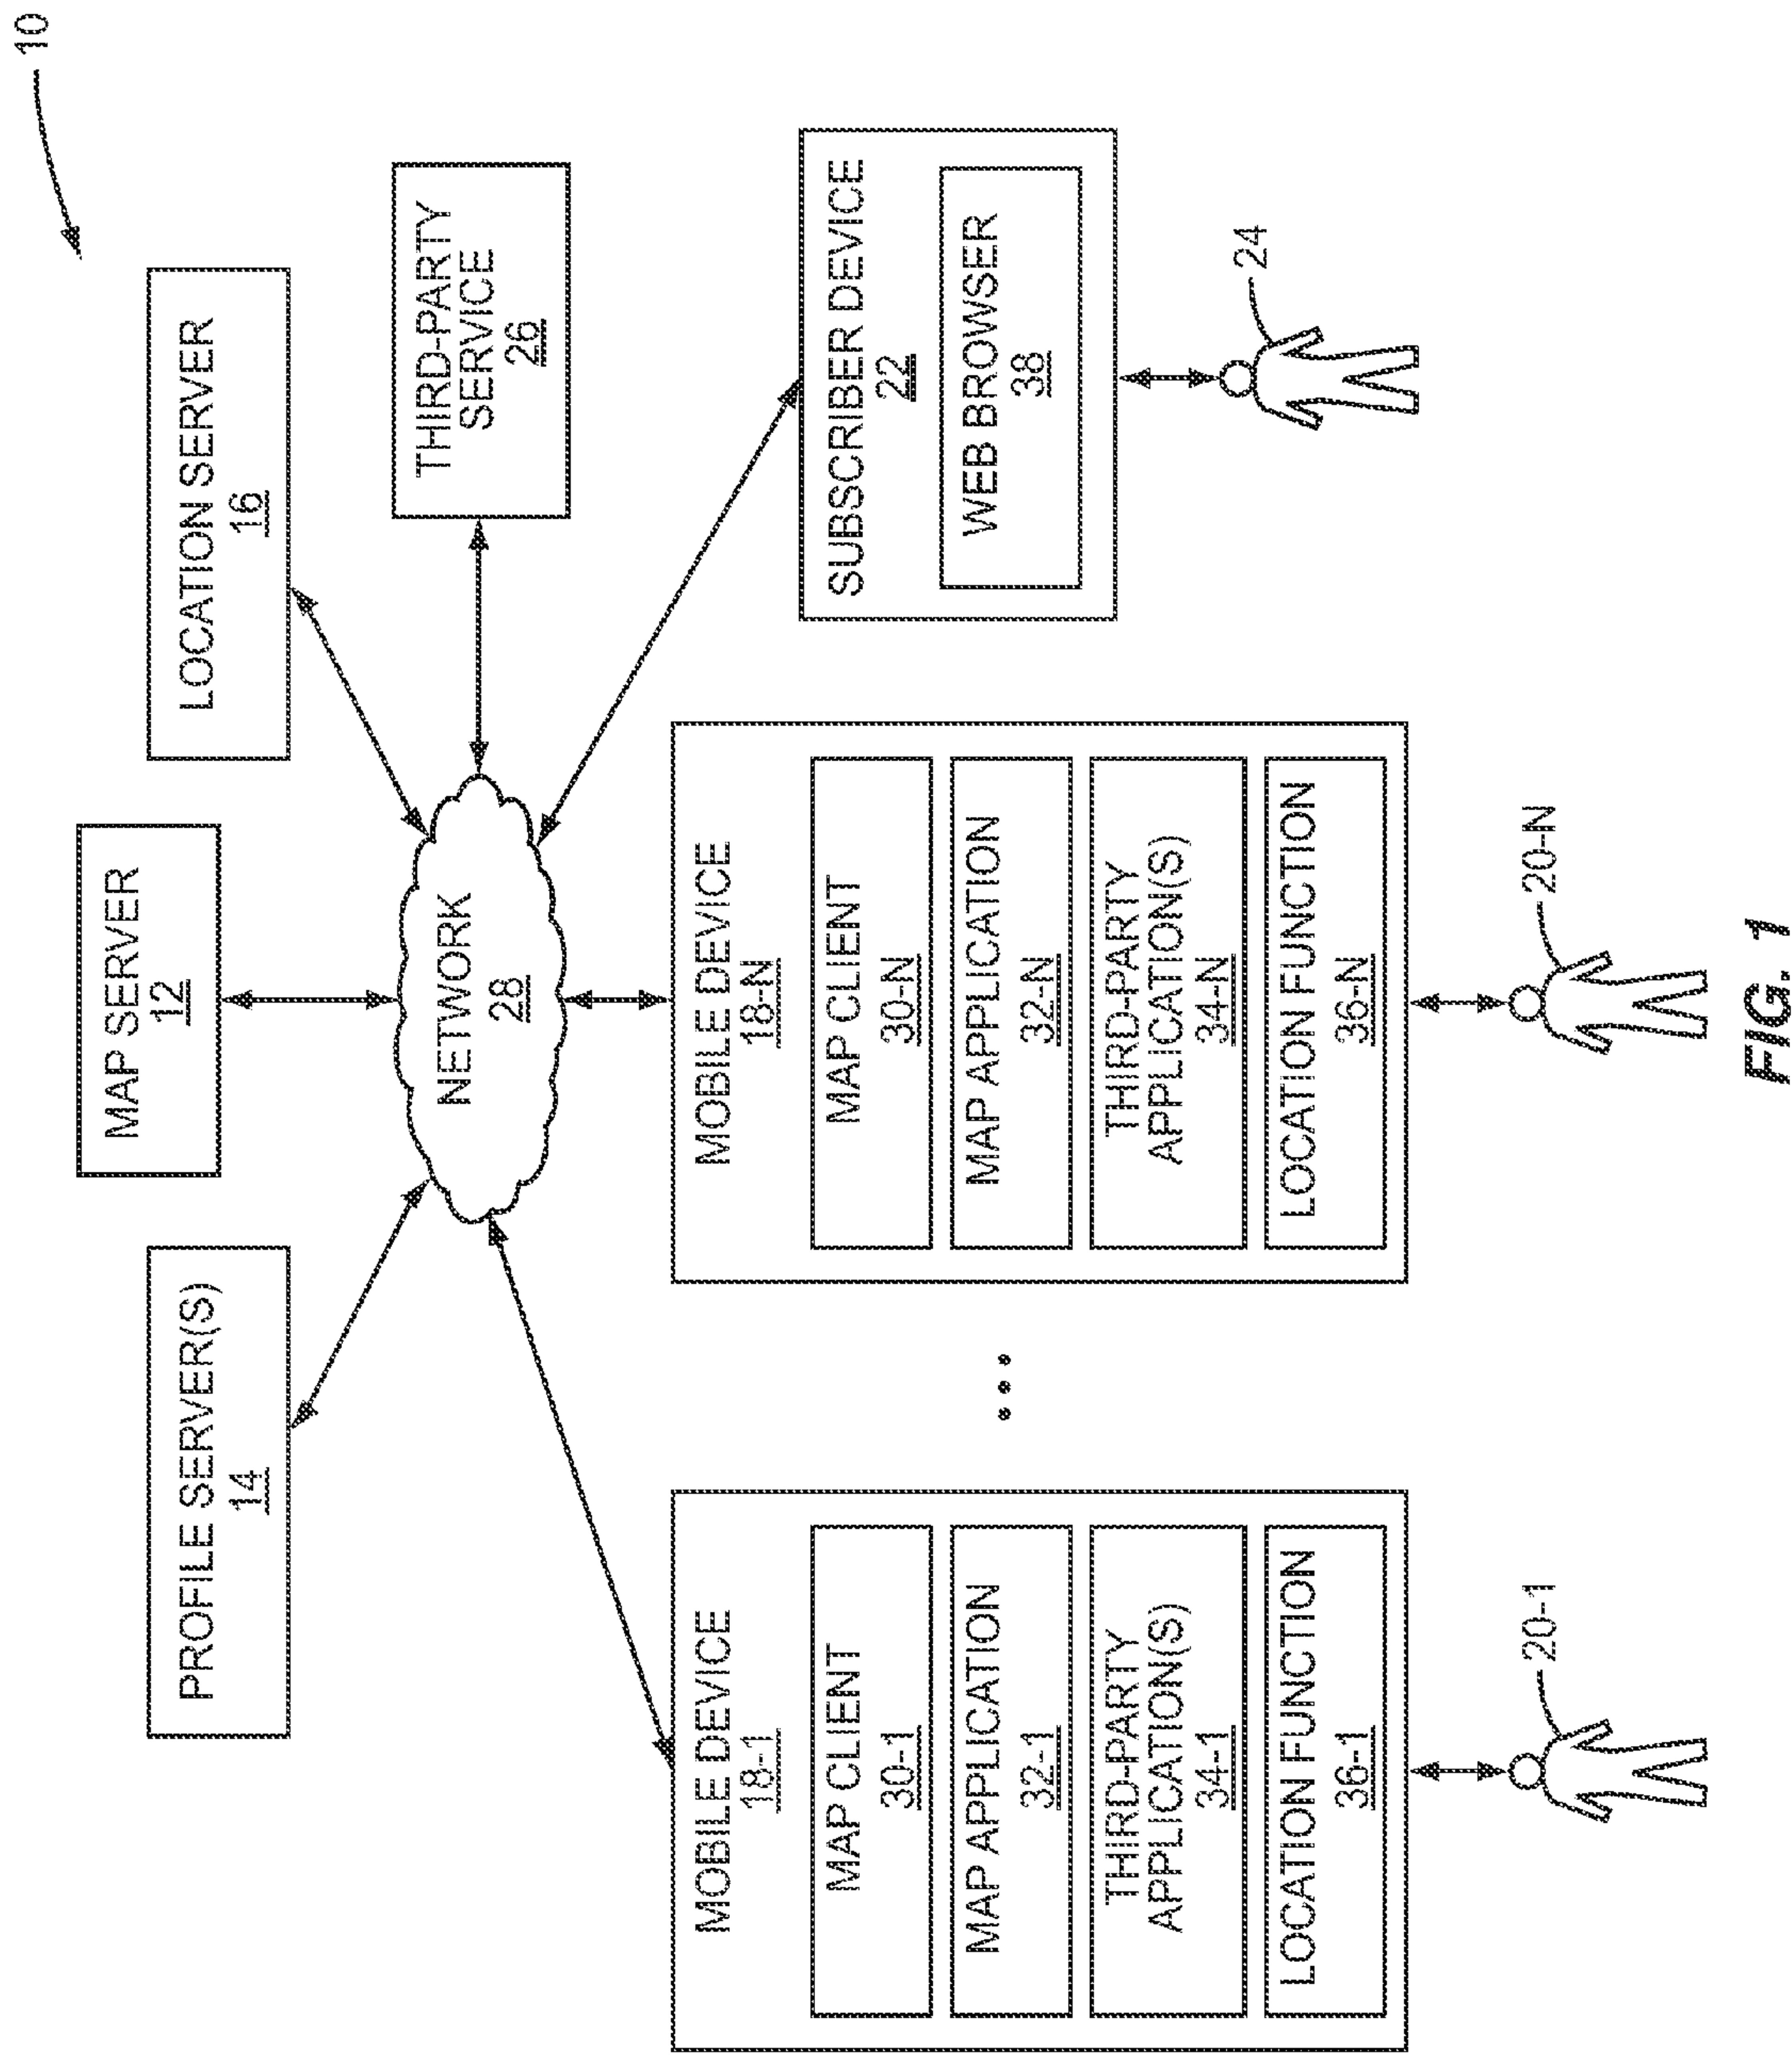 10
MAP SERVER
12
PROFILE SERVER(S)
14
LOCATION SERVER
16
NETWORK
28
THIRD-PARTY
SERVICE
26
MOBILE DEVICE
18-1
MAP CLIENT
30-1
MAP APPLICATION
32-1
THIRD-PARTY
APPLICATION(S)
34-1
LOCATION FUNCTION
36-1
20-1
MOBILE DEVICE
18-N
MAP CLIENT
30-N
MAP APPLICATION
32-N
THIRD-PARTY
APPLICATION(S)
34-N
LOCATION FUNCTION
36-N
20-N
SUBSCRIBER DEVICE
22
WEB BROWSER
38
24
FIG. 1